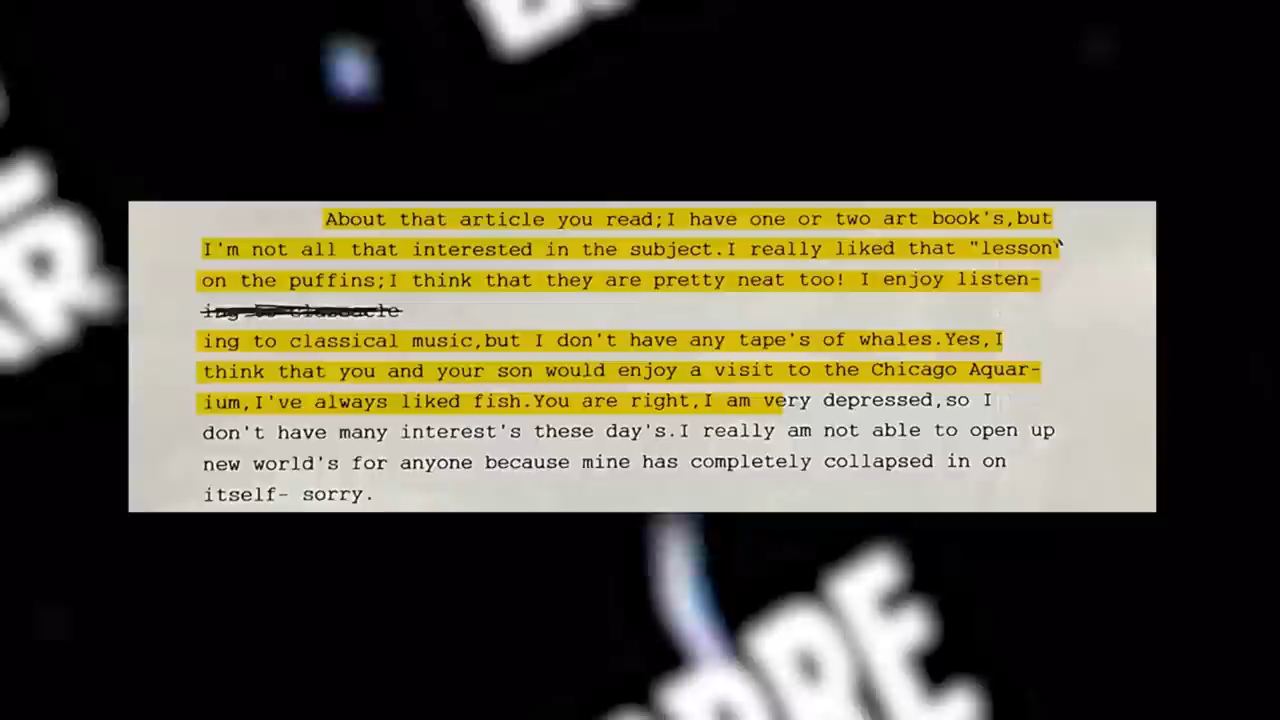 About that article you read;I have one or two art book's,but
I'm not all that interested in the subject.I really liked that "lesson"
on the puffins;I think that they are pretty neat too! I enjoy listen-
ing to
ing to classical music,but I don't have any tape's of whales.Yes,I
think that you and your son would enjoy a visit to the Chicago Aquar-
ium,I've always liked fish.You are right,I am very depressed,so I
don't have many interest's these day's.I really am not able to open up
new world's for anyone because mine has completely collapsed in on
itself- sorry.